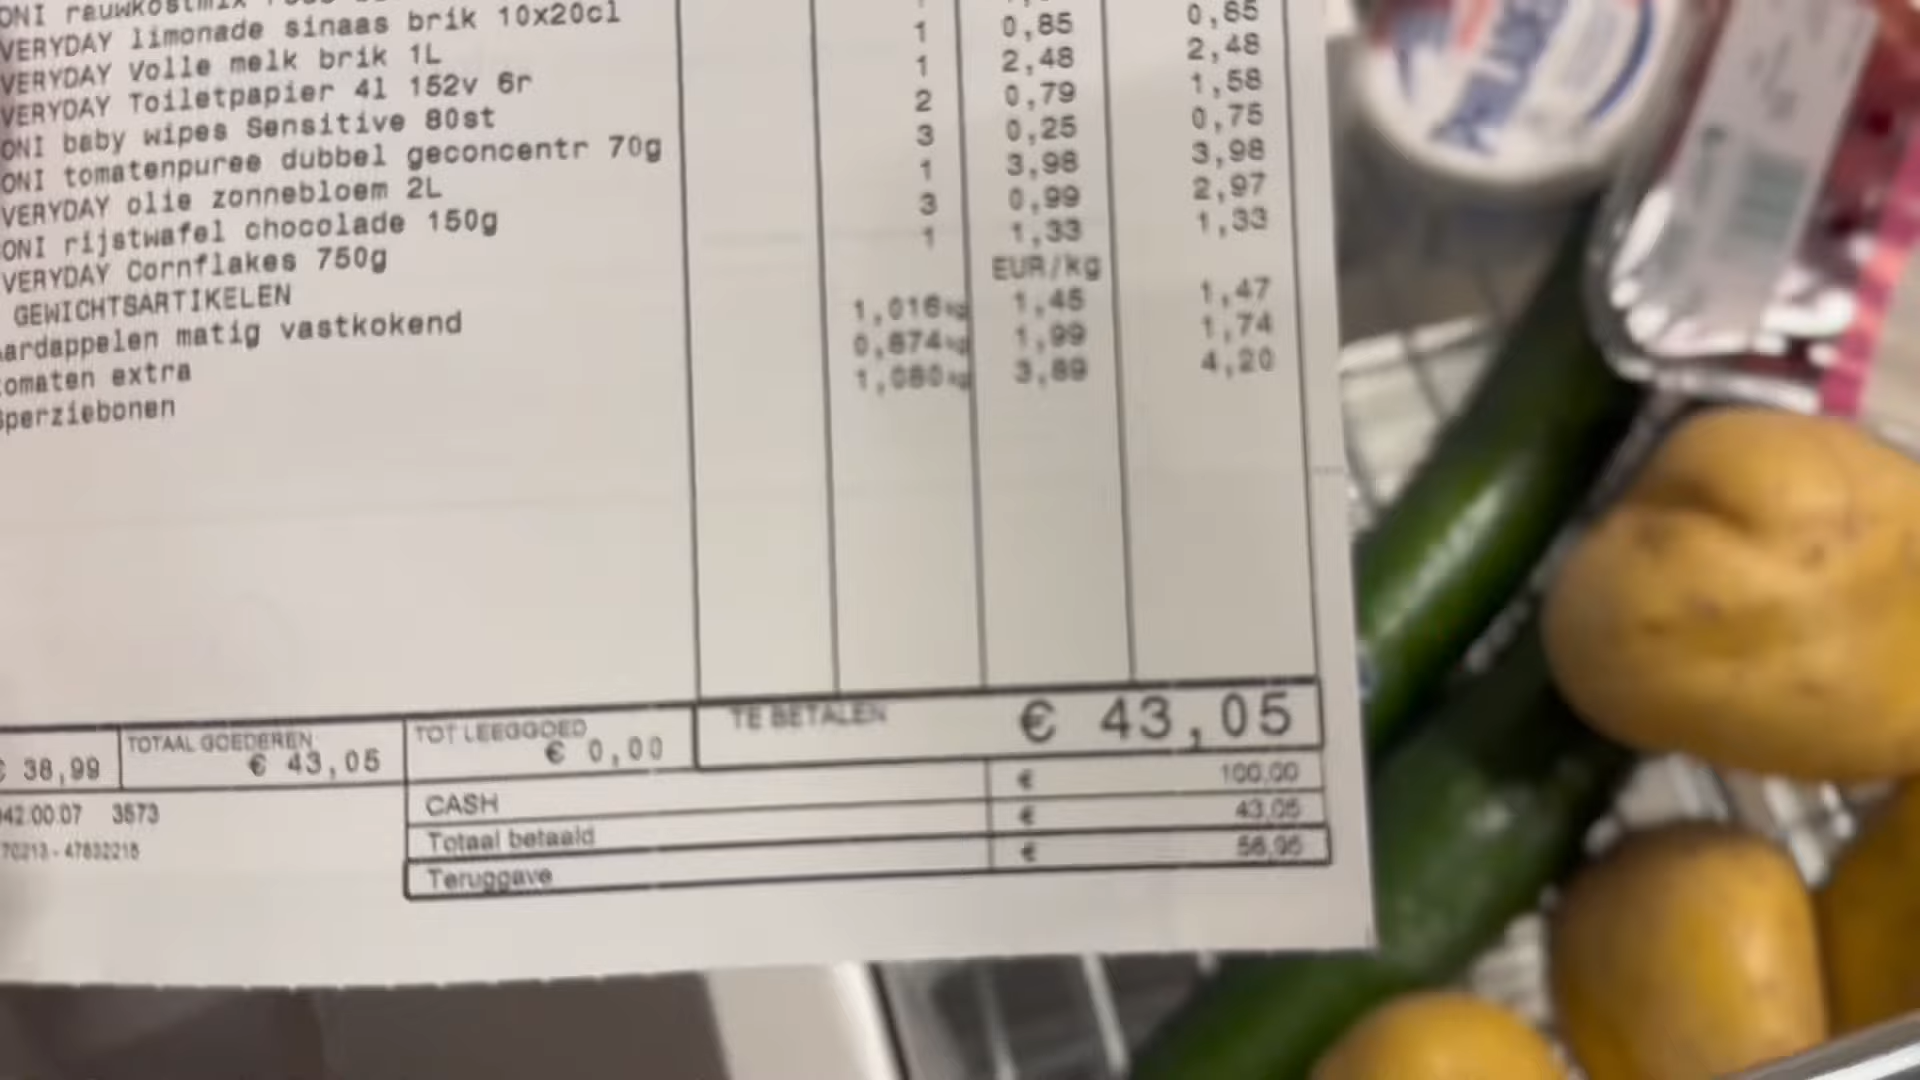 ONI rauwkostmix
VERYDAY limonade sinaas brik 10x20cl
VERYDAY Volle melk brik 1L 1 0,85 0,85
VERYDAY Toiletpapier 4l 152v 6r 1 2,48 2,48
ONI baby wipes Sensitive 80st 2 0,79 1,58
ONI tomatenpuree dubbel geconcentr 70g 3 0,25 0,75
VERYDAY olie zonnebloem 2L 1 3,98 3,98
ONI rijstwafel chocolade 150g 3 0,99 2,97
VERYDAY Cornflakes 750g 1 1,33 1,33
GEWICHTSARTIKELEN EUR/kg
ardappelen matig vastkokend 1,016kg 1,45 1,47
omaten extra 0,874kg 1,99 1,74
Sperziebonen 1,080kg 3,89 4,20
€ 38,99 TOTAAL GOEDEREN € 43,05 TOT LEEGGOED € 0,00 TE BETALEN € 43,05
042.00.07 3573 CASH € 100,00
70213 - 47832218 Totaal betaald € 43,05
Teruggave € 56,95